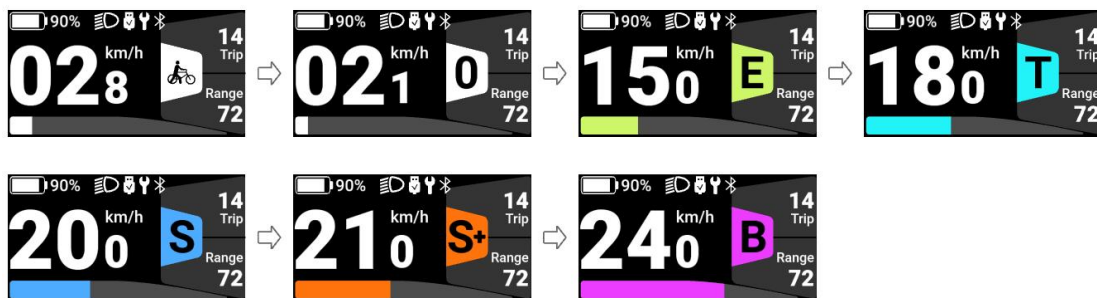 90%
02 8 km/h
14
Trip
Range
72
90%
02 1 km/h
0
14
Trip
Range
72
90%
15 0 km/h
E
14
Trip
Range
72
90%
18 0 km/h
T
14
Trip
Range
72
90%
20 0 km/h
S
14
Trip
Range
72
90%
21 0 km/h
S+
14
Trip
Range
72
90%
24 0 km/h
B
14
Trip
Range
72